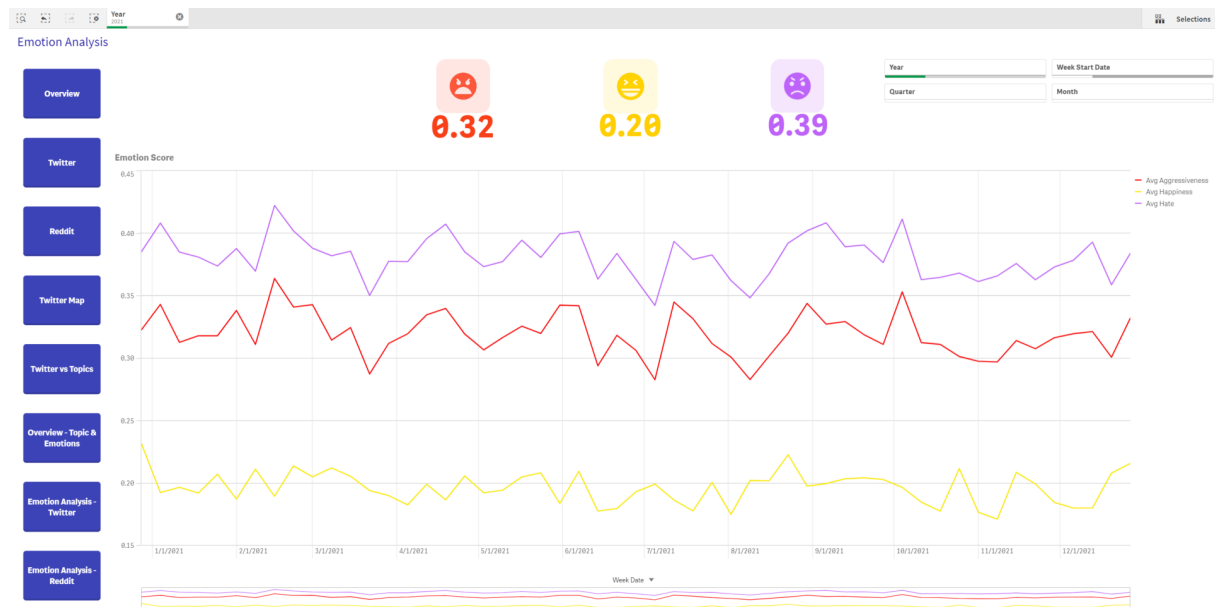 Year
2021
Selections
Emotion Analysis
Overview
Twitter
Reddit
Twitter Map
Twitter vs Topics
Overview - Topic &
Emotions
Emotion Analysis -
Twitter
Emotion Analysis -
Reddit
0.32
0.20
0.39
Year
Week Start Date
Quarter
Month
Emotion Score
0.45
0.40
0.35
0.30
0.25
0.20
0.15
1/1/2021
2/1/2021
3/1/2021
4/1/2021
5/1/2021
6/1/2021
7/1/2021
8/1/2021
9/1/2021
10/1/2021
11/1/2021
12/1/2021
Week Date
Avg Aggressiveness
Avg Happiness
Avg Hate